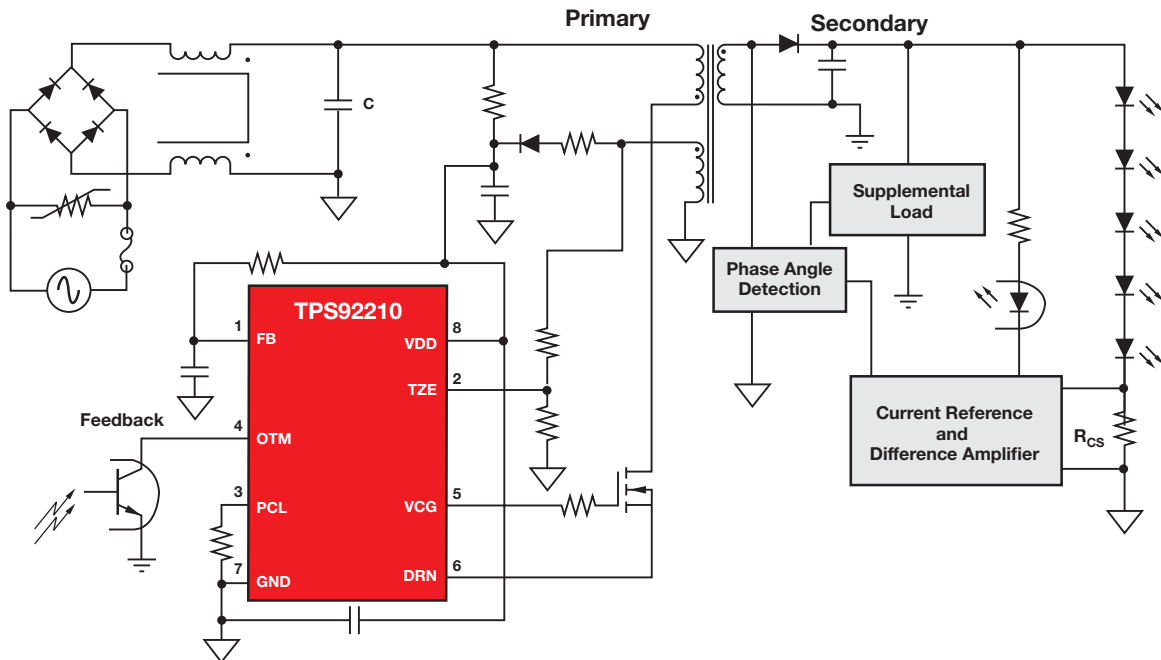 Primary
Secondary
C
Supplemental
Load
Phase Angle
Detection
TPS92210
1
FB
8
VDD
2
TZE
Feedback
4
OTM
3
PCL
5
VCG
7
GND
6
DRN
Current Reference
and
Difference Amplifier
RCS